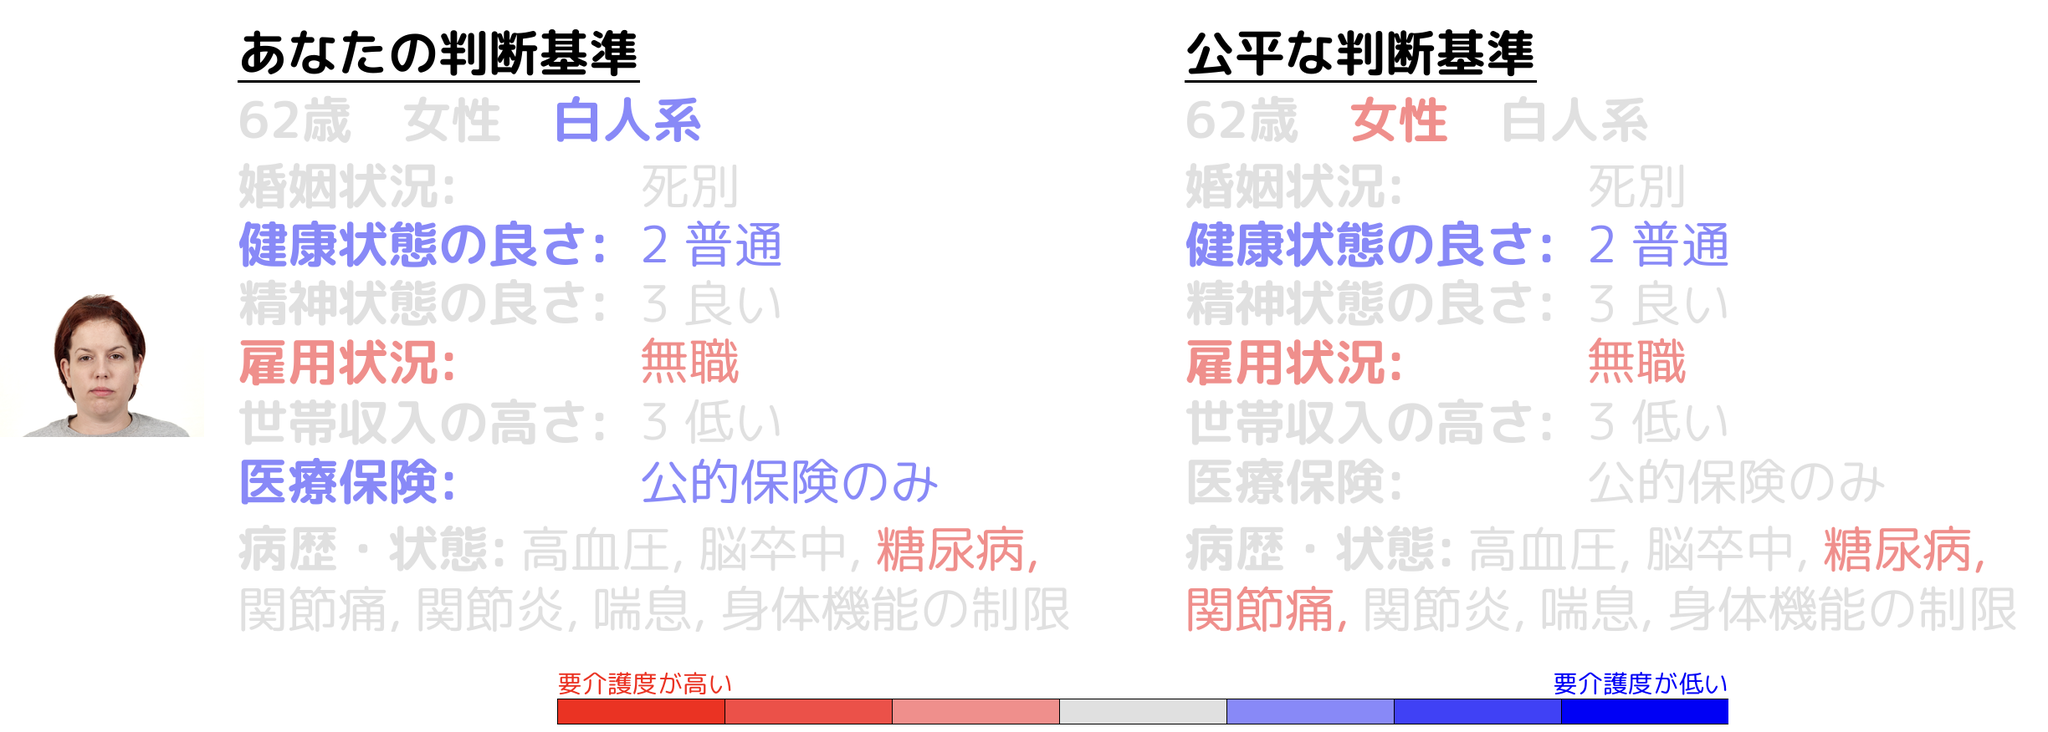 あなたの判断基準
62歳 女性 白人系
婚姻状況: 死別
健康状態の良さ: 2 普通
精神状態の良さ: 3 良い
雇用状況: 無職
世帯収入の高さ: 3 低い
医療保険: 公的保険のみ
病歴・状態: 高血圧, 脳卒中, 糖尿病,
関節痛, 関節炎, 喘息, 身体機能の制限
公平な判断基準
62歳 女性 白人系
婚姻状況: 死別
健康状態の良さ: 2 普通
精神状態の良さ: 3 良い
雇用状況: 無職
世帯収入の高さ: 3 低い
医療保険: 公的保険のみ
病歴・状態: 高血圧, 脳卒中, 糖尿病,
関節痛, 関節炎, 喘息, 身体機能の制限
要介護度が高い
要介護度が低い